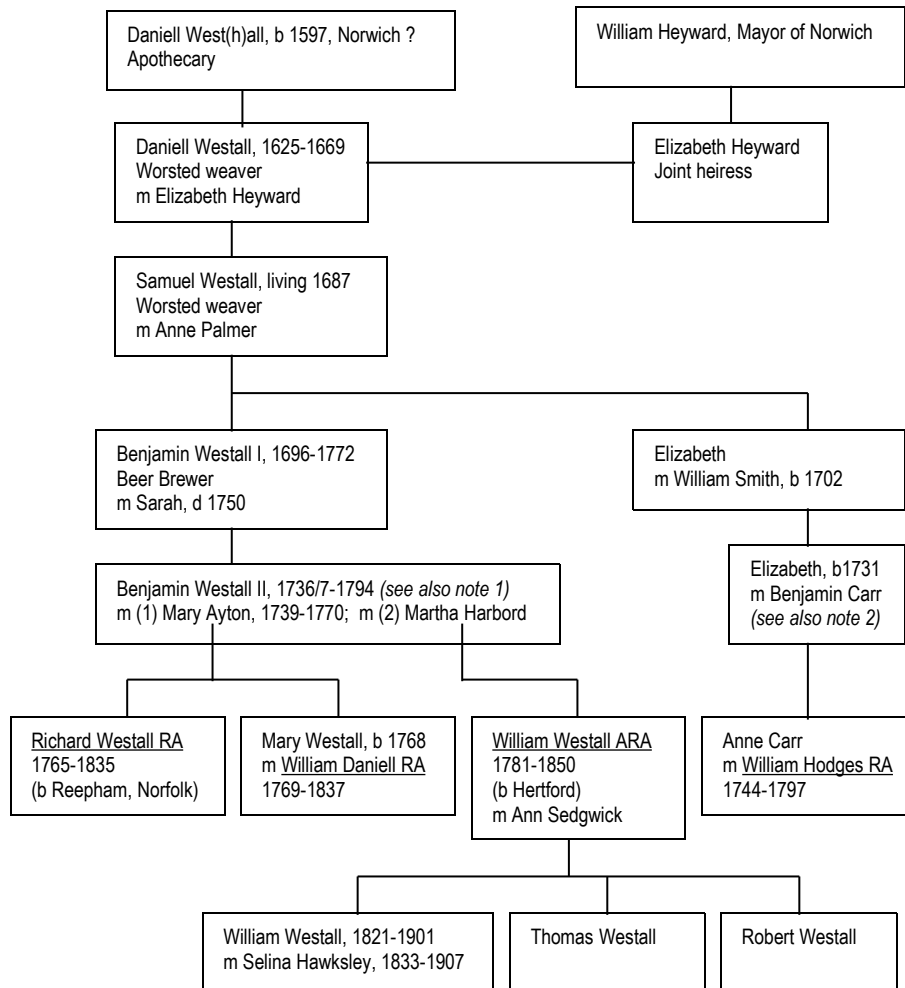 Daniell West(h)all, b 1597, Norwich ?
Apothecary
William Heyward, Mayor of Norwich
Daniell Westall, 1625-1669
Worsted weaver
m Elizabeth Heyward
Elizabeth Heyward
Joint heiress
Samuel Westall, living 1687
Worsted weaver
m Anne Palmer
Benjamin Westall I, 1696-1772
Beer Brewer
m Sarah, d 1750
Elizabeth
m William Smith, b 1702
Benjamin Westall II, 1736/7-1794 (see also note 1)
m (1) Mary Ayton, 1739-1770;  m (2) Martha Harbord
Elizabeth, b1731
m Benjamin Carr
(see also note 2)
Richard Westall RA
1765-1835
(b Reepham, Norfolk)
Mary Westall, b 1768
m William Daniell RA
1769-1837
William Westall ARA
1781-1850
(b Hertford)
m Ann Sedgwick
Anne Carr
m William Hodges RA
1744-1797
William Westall, 1821-1901
m Selina Hawksley, 1833-1907
Thomas Westall
Robert Westall